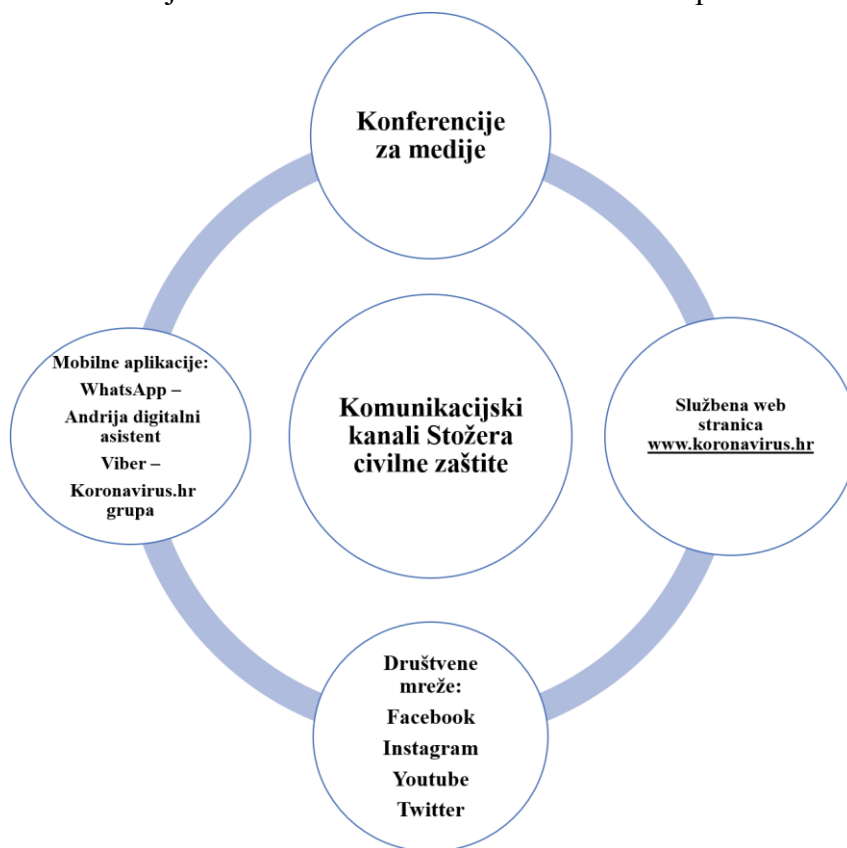 Konferencije
za medije
Mobilne aplikacije:
WhatsApp –
Andrija digitalni
asistent
Viber –
Koronavirus.hr
grupa
Komunikacijski
kanali Stožera
civilne zaštite
Službena web
stranica
www.koronavirus.hr
Društvene
mreže:
Facebook
Instagram
Youtube
Twitter